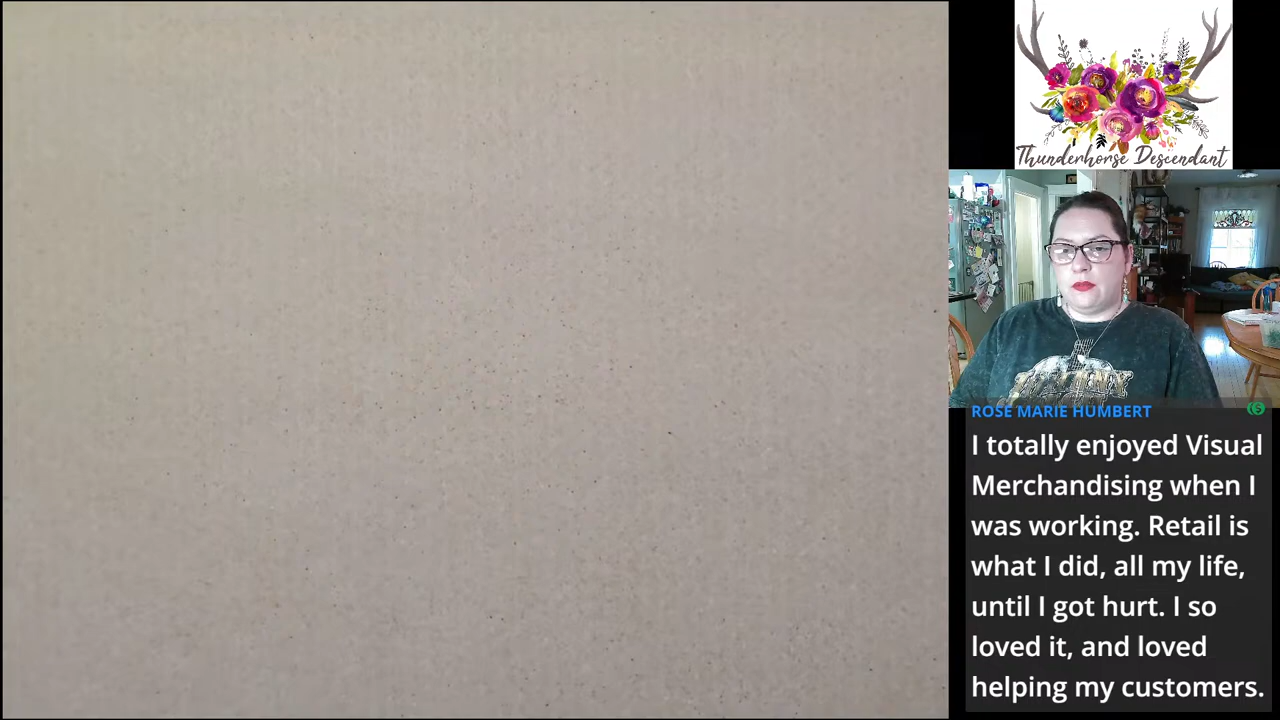 Thunderhorse Descendant
ROSE MARIE HUMBERT
I totally enjoyed Visual
Merchandising when I
was working. Retail is
what I did, all my life,
until I got hurt. I so
loved it, and loved
helping my customers.